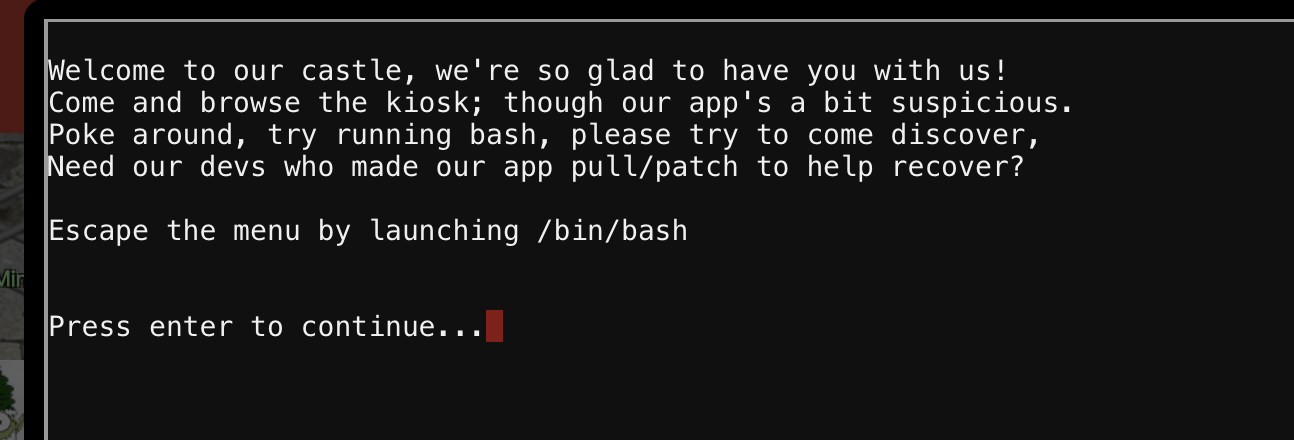 Welcome to our castle, we're so glad to have you with us!
Come and browse the kiosk; though our app's a bit suspicious.
Poke around, try running bash, please try to come discover,
Need our devs who made our app pull/patch to help recover?
Escape the menu by launching /bin/bash
Min
Press enter to continue...